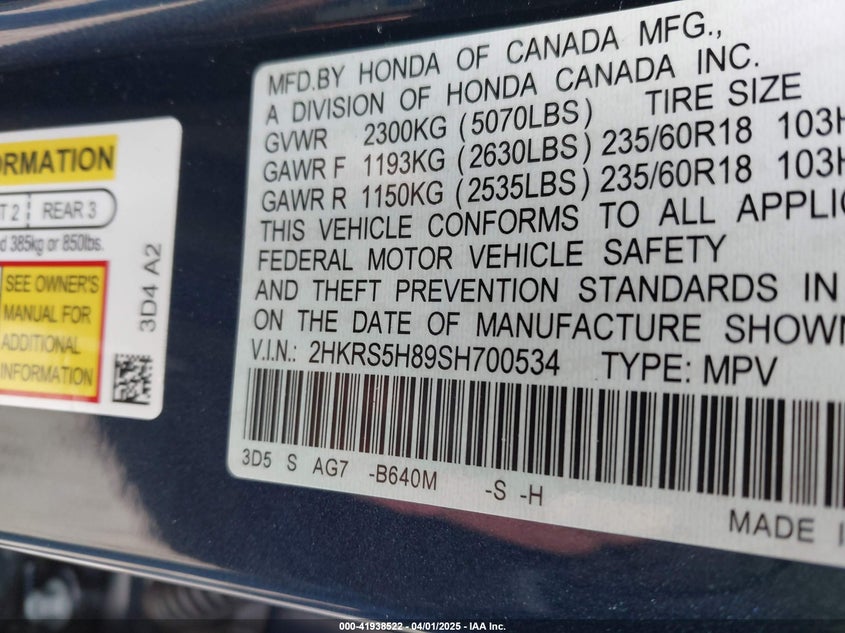 ORMATION
T 2 REAR 3
d 385kg or 850lbs.
SEE OWNER'S
MANUAL FOR
ADDITIONAL
INFORMATION
3D4 A2
MFD.BY HONDA OF CANADA MFG.,
A DIVISION OF HONDA CANADA INC.
GVWR 2300KG (5070LBS) TIRE SIZE
GAWR F 1193KG (2630LBS) 235/60R18 103H
GAWR R 1150KG (2535LBS) 235/60R18 103H
THIS VEHICLE CONFORMS TO ALL APPLIC
FEDERAL MOTOR VEHICLE SAFETY
AND THEFT PREVENTION STANDARDS IN
ON THE DATE OF MANUFACTURE SHOWN
V.I.N.: 2HKRS5H89SH700534 TYPE: MPV
3D5 S AG7 -B640M -S -H
MADE I
000-41938522 - 04/01/2025 - IAA Inc.